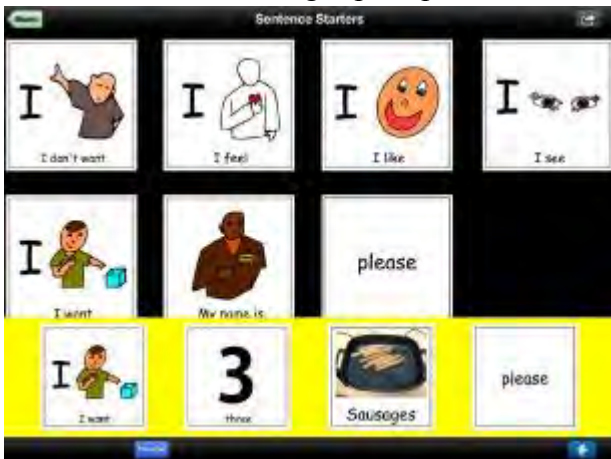 Sentence Starters
I
I don't want
I
I feel
I
I like
I
I see
I
I want
My name is
please
I
I want
3
three
Sausages
please